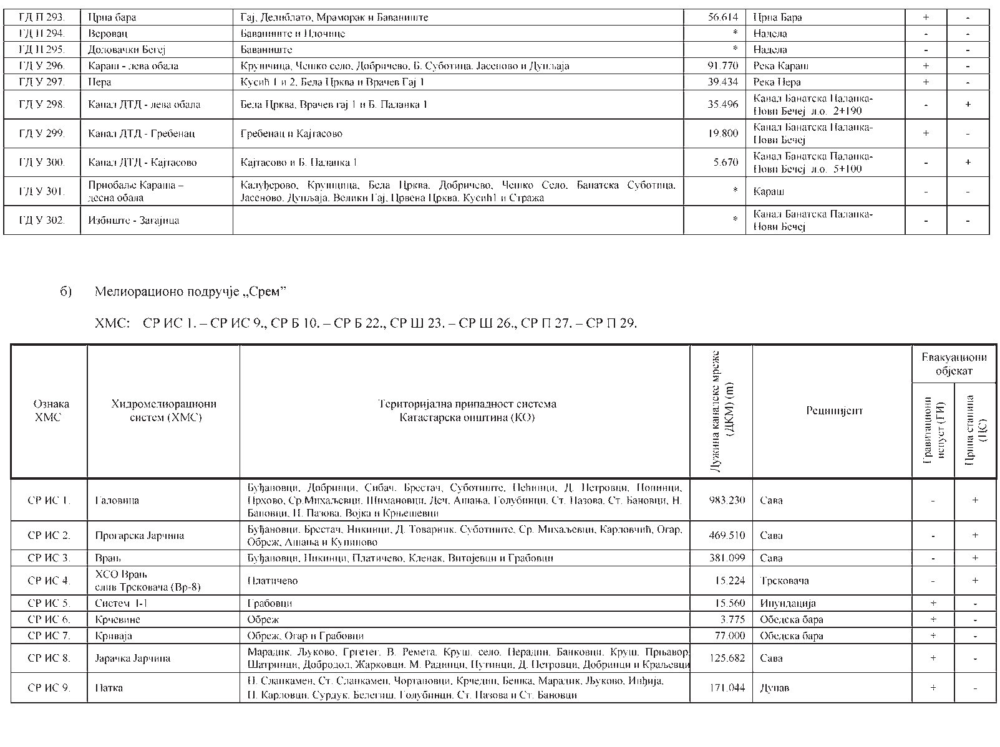 ГД П 293. Црна бара Гај, Делиблато, Мраморак и Баваниште 56.614 Црна Бара + -
ГД П 294. Веровац Баваниште и Плочице * Надела - -
ГД П 295. Доловачки Бегеј Баваниште * Надела - -
ГД У 296. Караш - лева обала Крушчица, Чешко село, Добричево, Б. Суботица, Јасеново и Дупљаја 91.770 Река Караш + -
ГД У 297. Нера Кусић 1 и 2, Бела Црква и Врачев Гај 1 39.434 Река Нера + -
ГД У 298. Канал ДТД - лева обала Бела Црква, Врачев гај 1 и Б. Паланка 1 35.496 Канал Банатска Паланка- - +
Нови Бечеј л.о. 2+190
ГД У 299. Канал ДТД - Гребенац Гребенац и Кајтасово 19.800 Канал Банатска Паланка- + -
Нови Бечеј
ГД У 300. Канал ДТД - Кајтасово Кајтасово и Б. Паланка 1 5.670 Канал Банатска Паланка- - +
Нови Бечеј л.о. 5+100
ГД У 301. Приобаље Караша – Калуђерово, Крушчица, Бела Црква, Добричево, Чешко Село, Банатска Суботица, * Караш - -
десна обала Јасеново, Дупљаја, Велики Гај, Црвена Црква, Кусић1 и Стража
ГД У 302. Избиште - Загајица * Канал Банатска Паланка- - -
Нови Бечеј
б) Мелиорационо подручје „Срем”
ХМС: СР ИС 1. – СР ИС 9., СР Б 10. – СР Б 22., СР Ш 23. – СР Ш 26., СР П 27. – СР П 29.
Ознака
ХМС
Хидромелиорациони
систем (ХМС)
Територијална припадност система
Катастарска општина (КО)
Дужина каналске мреже
(ДКМ) (m)
Реципијент
Евакуациони
објекат
Гравитациони
испуст (ГИ)
Црпна станица
(ЦС)
СР ИС 1. Галовица Буђановци, Добринци, Сибач, Брестач, Суботиште, Пећинци, Д. Петровци, Попинци, 983.230 Сава - +
Прхово, Ср.Михаљевци, Шимановци, Деч, Ашања, Голубинци, Ст. Пазова, Ст. Бановци, Н.
Бановци, Н. Пазова, Војка и Крњешевци
СР ИС 2. Прогарска Јарчина Буђановци, Брестач, Никинци, Д. Товарник, Суботиште, Ср. Михаљевци, Карловчић, Огар, 469.510 Сава - +
Обреж, Ашања и Купиново
СР ИС 3. Врањ Буђановци, Никинци, Платичево, Кленак, Витојевци и Грабовци 381.099 Сава - +
СР ИС 4. ХСО Врањ Платичево 15.224 Трсковача - +
слив Трсковача (Вр-8)
СР ИС 5. Систем I-1 Грабовци 15.560 Инундација + -
СР ИС 6. Крчевине Обреж 3.775 Обедска бара + -
СР ИС 7. Криваја Обреж, Огар и Грабовци 77.000 Обедска бара + -
СР ИС 8. Јарачка Јарчина Марадик, Љуково, Гргетег, В. Ремета, Круш. село, Нерадин, Банковци, Круш. Прњавор, 125.682 Сава + -
Шатринци, Добродол, Жарковци, М. Радинци, Путинци, Д. Петровци, Добринци и Краљевци
СР ИС 9. Патка Н. Сланкамен, Ст. Сланкамен, Чортановци, Крчедин, Бешка, Марадик, Љуково, Инђија, 171.044 Дунав + -
Н. Карловци, Сурдук, Белегиш, Голубинци, Ст. Пазова и Ст. Бановци